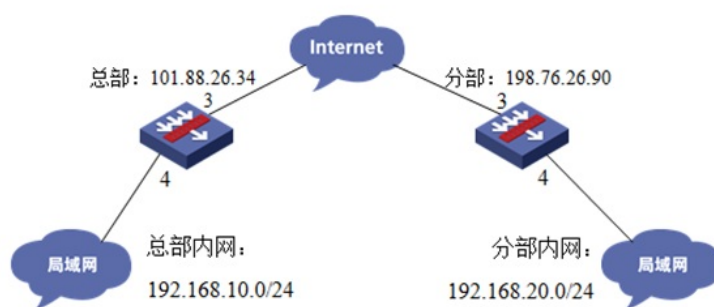 Internet
总部：101.88.26.34
分部：198.76.26.90
3
3
4
4
总部内网：
分部内网：
局域网
局域网
192.168.10.0/24
192.168.20.0/24